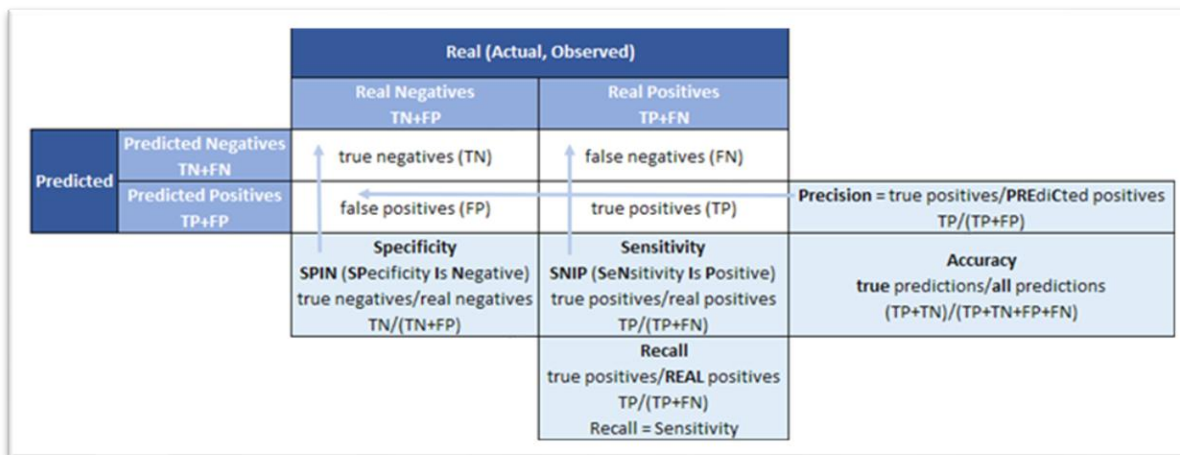 Real (Actual, Observed)
Real Negatives
TN+FP
Real Positives
TP+FN
Predicted
Predicted Negatives
TN+FN
true negatives (TN)
false negatives (FN)
Predicted Positives
TP+FP
false positives (FP)
true positives (TP)
Precision = true positives/PREdiCted positives
TP/(TP+FP)
Specificity
SPIN (SPecificity Is Negative)
true negatives/real negatives
TN/(TN+FP)
Sensitivity
SNIP (SeNsitivity Is Positive)
true positives/real positives
TP/(TP+FN)
Accuracy
true predictions/all predictions
(TP+TN)/(TP+TN+FP+FN)
Recall
true positives/REAL positives
TP/(TP+FN)
Recall = Sensitivity